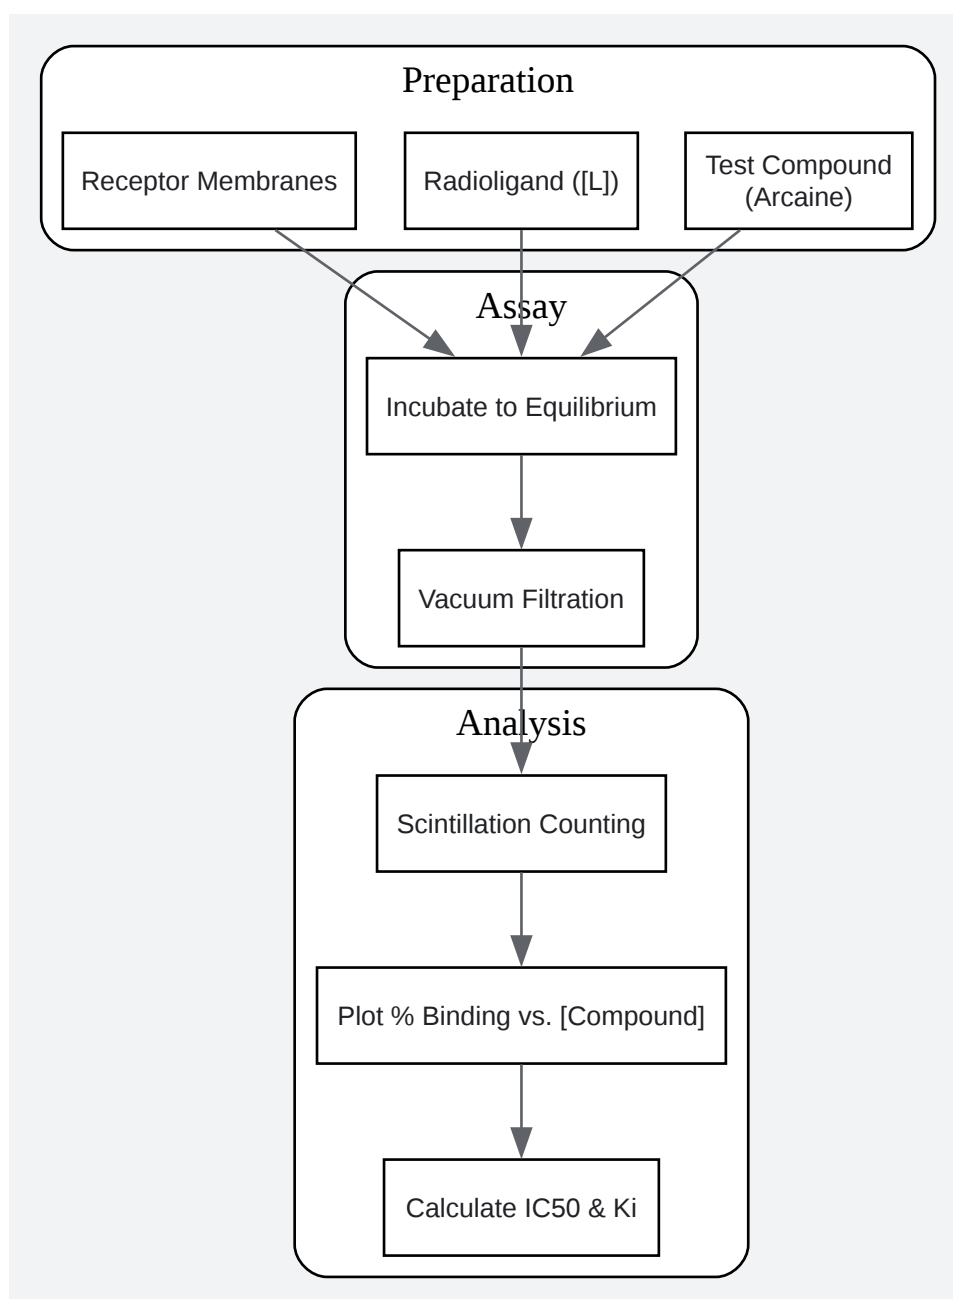 Preparation
Receptor Membranes
Radioligand ([L])
Test Compound
(Arcaine)
Assay
Incubate to Equilibrium
Vacuum Filtration
Analysis
Scintillation Counting
Plot % Binding vs. [Compound]
Calculate IC50 & Ki